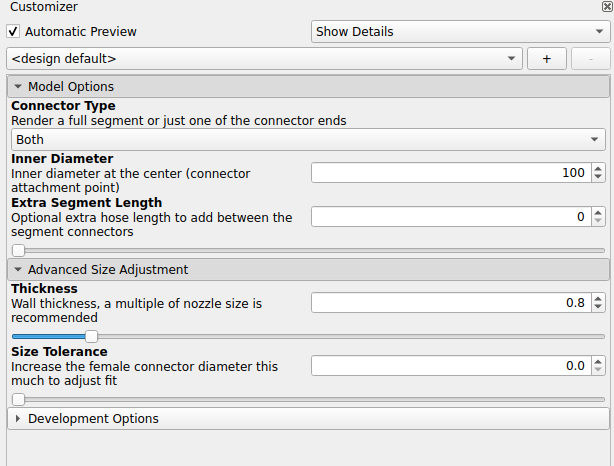 Customizer
Automatic Preview
Show Details
<design default>
+
-
Model Options
Connector Type
Render a full segment or just one of the connector ends
Both
Inner Diameter
Inner diameter at the center (connector
attachment point)
100
Extra Segment Length
Optional extra hose length to add between the
segment connectors
0
Advanced Size Adjustment
Thickness
Wall thickness, a multiple of nozzle size is
recommended
0.8
Size Tolerance
Increase the female connector diameter this
much to adjust fit
0.0
Development Options